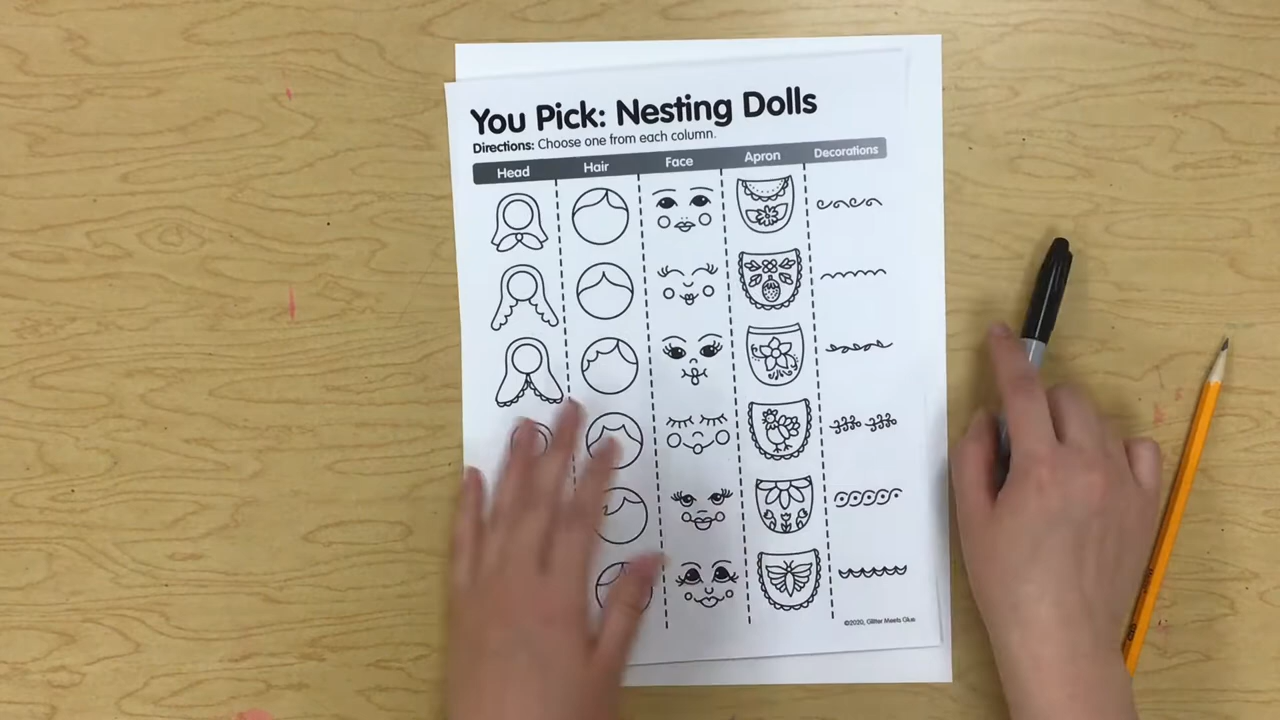 You Pick: Nesting Dolls
Directions: Choose one from each column.
Head Hair Face Apron Decorations
©2020, Glitter Meets Glue